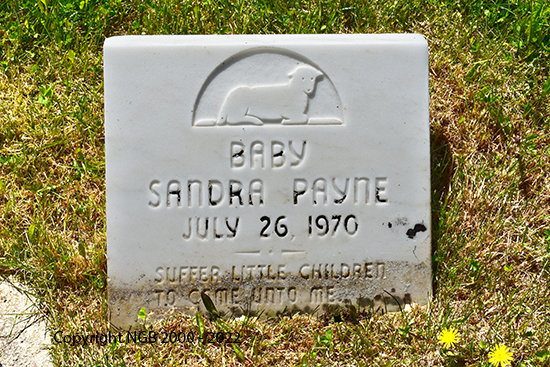 BABY
SANDRA PAYNE
JULY 26, 1970
SUFFER LITTLE CHILDREN
TO COME UNTO ME
Copyright NGB 2000 - 2022